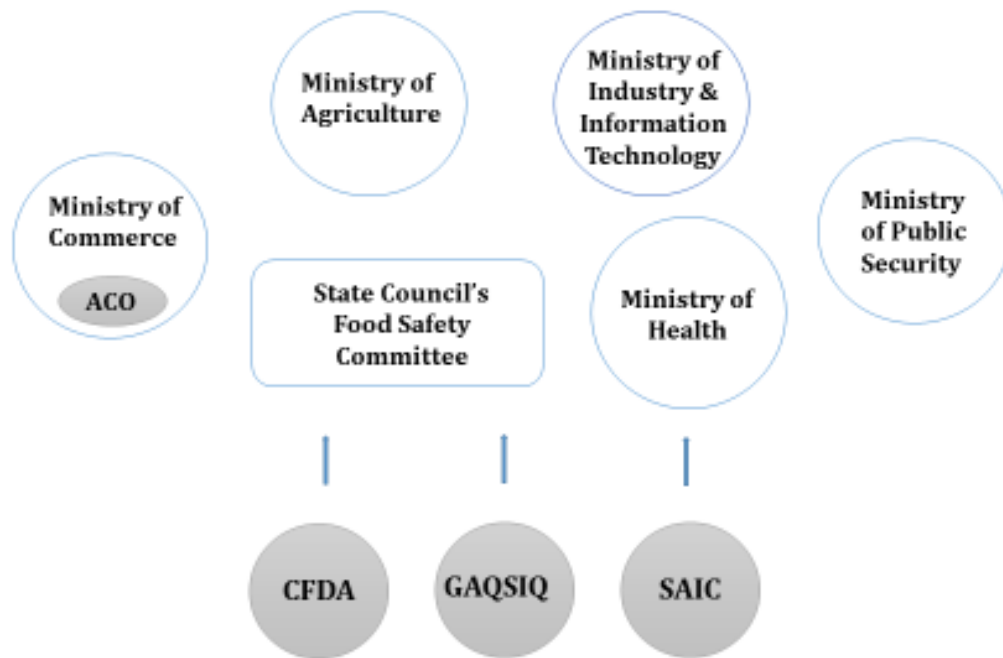 Ministry of
Agriculture
Ministry of
Industry &
Information
Technology
Ministry of
Commerce
ACO
Ministry
of Public
Security
State Council's
Food Safety
Committee
Ministry of
Health
CFDA
GAQSIQ
SAIC